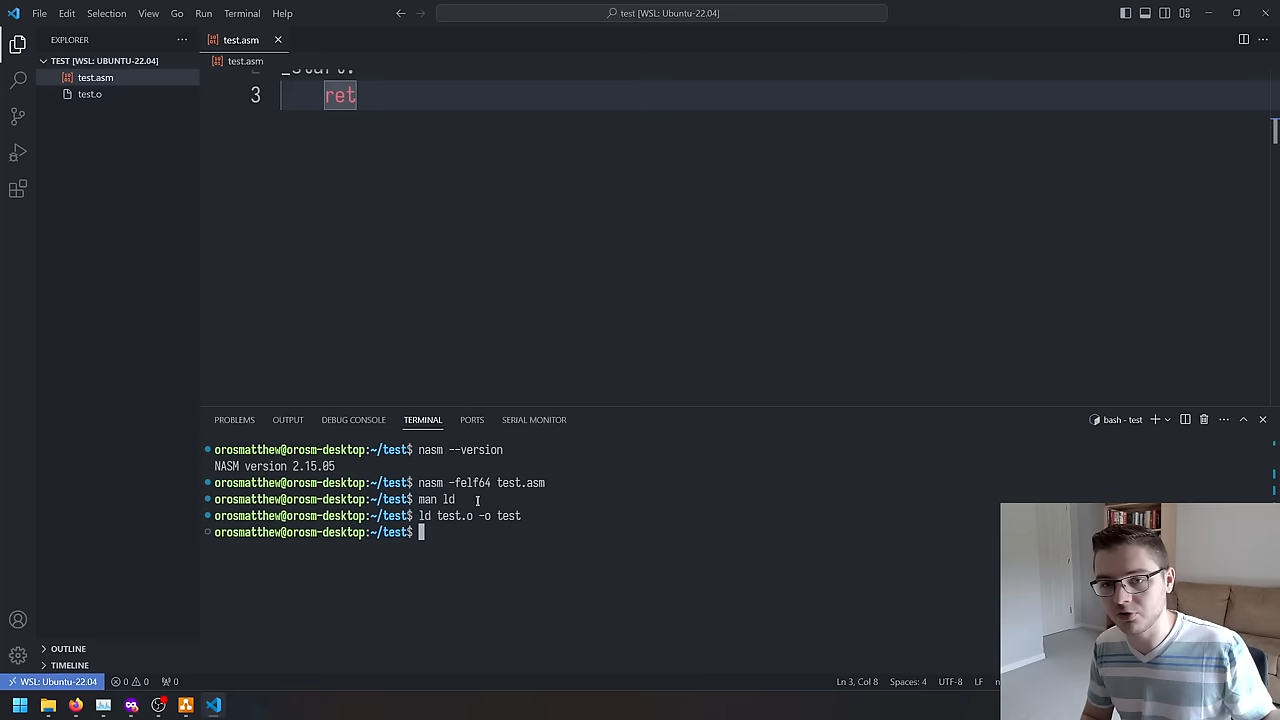 File Edit Selection View Go Run Terminal Help
test [WSL: Ubuntu-22.04]
EXPLORER
test.asm
TEST [WSL: UBUNTU-22.04]
test.asm
test.asm
test.o
_start:
3 ret
PROBLEMS OUTPUT DEBUG CONSOLE TERMINAL PORTS SERIAL MONITOR
bash - test
orosmatthew@orosm-desktop:~/test$ nasm --version
NASM version 2.15.05
orosmatthew@orosm-desktop:~/test$ nasm -felf64 test.asm
orosmatthew@orosm-desktop:~/test$ man ld
orosmatthew@orosm-desktop:~/test$ ld test.o -o test
orosmatthew@orosm-desktop:~/test$
OUTLINE
TIMELINE
WSL: Ubuntu-22.04 0 0 0
Ln 3, Col 8 Spaces: 4 UTF-8 LF